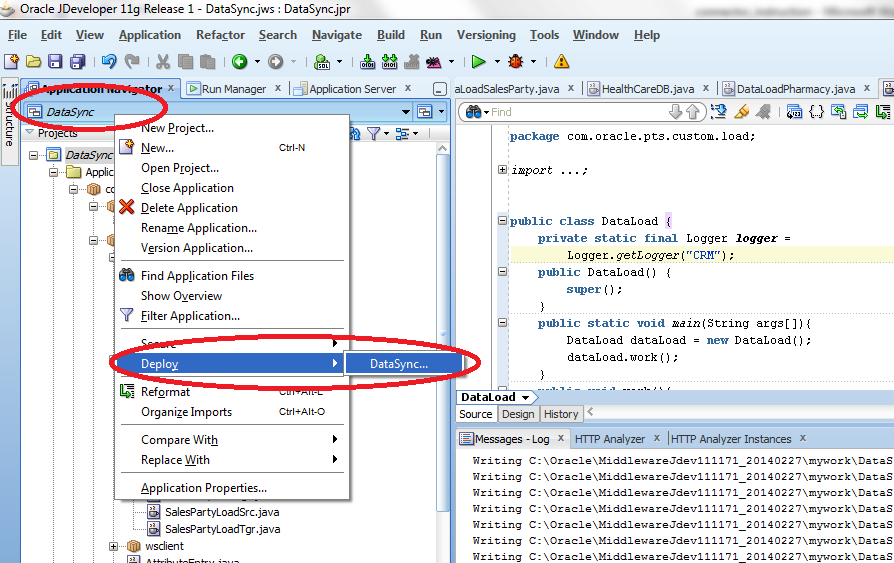 Oracle JDeveloper 11g Release 1 - DataSync.jws : DataSync.jpr
File Edit View Application Refactor Search Navigate Build Run Versioning Tools Window Help
Application Navigator Run Manager Application Server
aLoadSalesParty.java HealthCareDB.java DataLoadPharmacy.java
Structure
DataSync
Find
Projects
DataSync
Applic
co
New Project...
New... Ctrl-N
Open Project...
Close Application
Delete Application
Rename Application...
Version Application...
Find Application Files
Show Overview
Filter Application...
Secure
Deploy
DataSync...
Reformat Ctrl+Alt-L
Organize Imports Ctrl+Alt-O
Compare With
Replace With
Application Properties...
SalesPartyLoadSrc.java
SalesPartyLoadTgr.java
wsclient
AttributeEntry.java
package com.oracle.pts.custom.load;
import ...;
public class DataLoad {
private static final Logger logger =
Logger.getLogger("CRM");
public DataLoad() {
super();
}
public static void main(String args[]){
DataLoad dataLoad = new DataLoad();
dataLoad.work();
}
public void work(){
DataLoad
Source Design History
Messages - Log HTTP Analyzer HTTP Analyzer Instances
Writing C:\Oracle\MiddlewareJdev111171_20140227\mywork\DataS
Writing C:\Oracle\MiddlewareJdev111171_20140227\mywork\DataS
Writing C:\Oracle\MiddlewareJdev111171_20140227\mywork\DataS
Writing C:\Oracle\MiddlewareJdev111171_20140227\mywork\DataS
Writing C:\Oracle\MiddlewareJdev111171_20140227\mywork\DataS
Writing C:\Oracle\MiddlewareJdev111171_20140227\mywork\DataS
Writing C:\Oracle\MiddlewareJdev111171_20140227\mywork\DataS